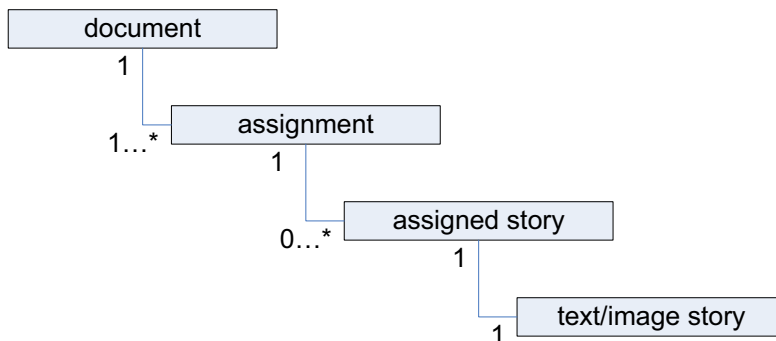 document
1
1…*
assignment
1
0…*
assigned story
1
1
text/image story